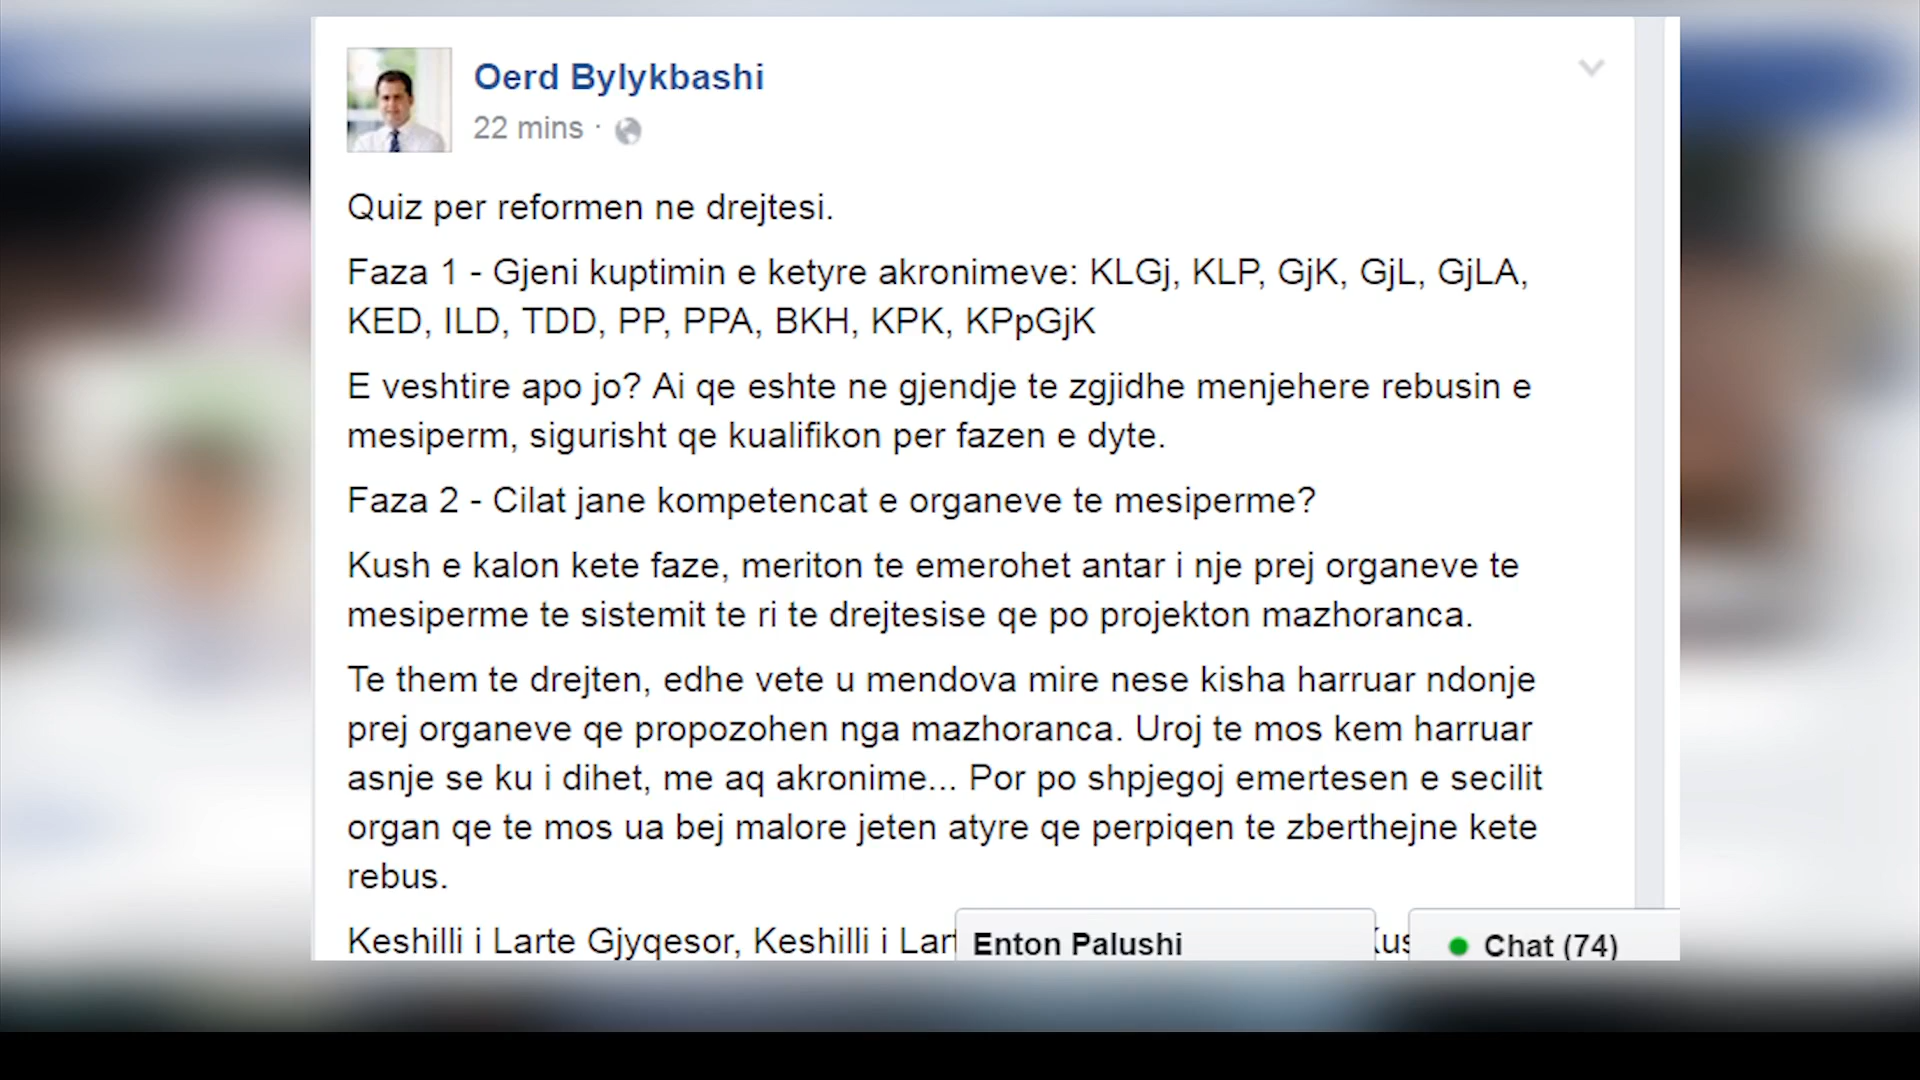 Oerd Bylykbashi
22 mins ·
Quiz per reformen ne drejtesi.
Faza 1 - Gjeni kuptimin e ketyre akronimeve: KLGj, KLP, GjK, GjL, GjLA,
KED, ILD, TDD, PP, PPA, BKH, KPK, KPpGjK
E veshtire apo jo? Ai qe eshte ne gjendje te zgjidhe menjehere rebusin e
mesiperm, sigurisht qe kualifikon per fazen e dyte.
Faza 2 - Cilat jane kompetencat e organeve te mesiperme?
Kush e kalon kete faze, meriton te emerohet antar i nje prej organeve te
mesiperme te sistemit te ri te drejtesise qe po projekton mazhoranca.
Te them te drejten, edhe vete u mendova mire nese kisha harruar ndonje
prej organeve qe propozohen nga mazhoranca. Uroj te mos kem harruar
asnje se ku i dihet, me aq akronime... Por po shpjegoj emertesen e secilit
organ qe te mos ua bej malore jeten atyre qe perpiqen te zberthejne kete
rebus.
Keshilli i Larte Gjyqesor, Keshilli i
Enton Palushi
Chat (74)